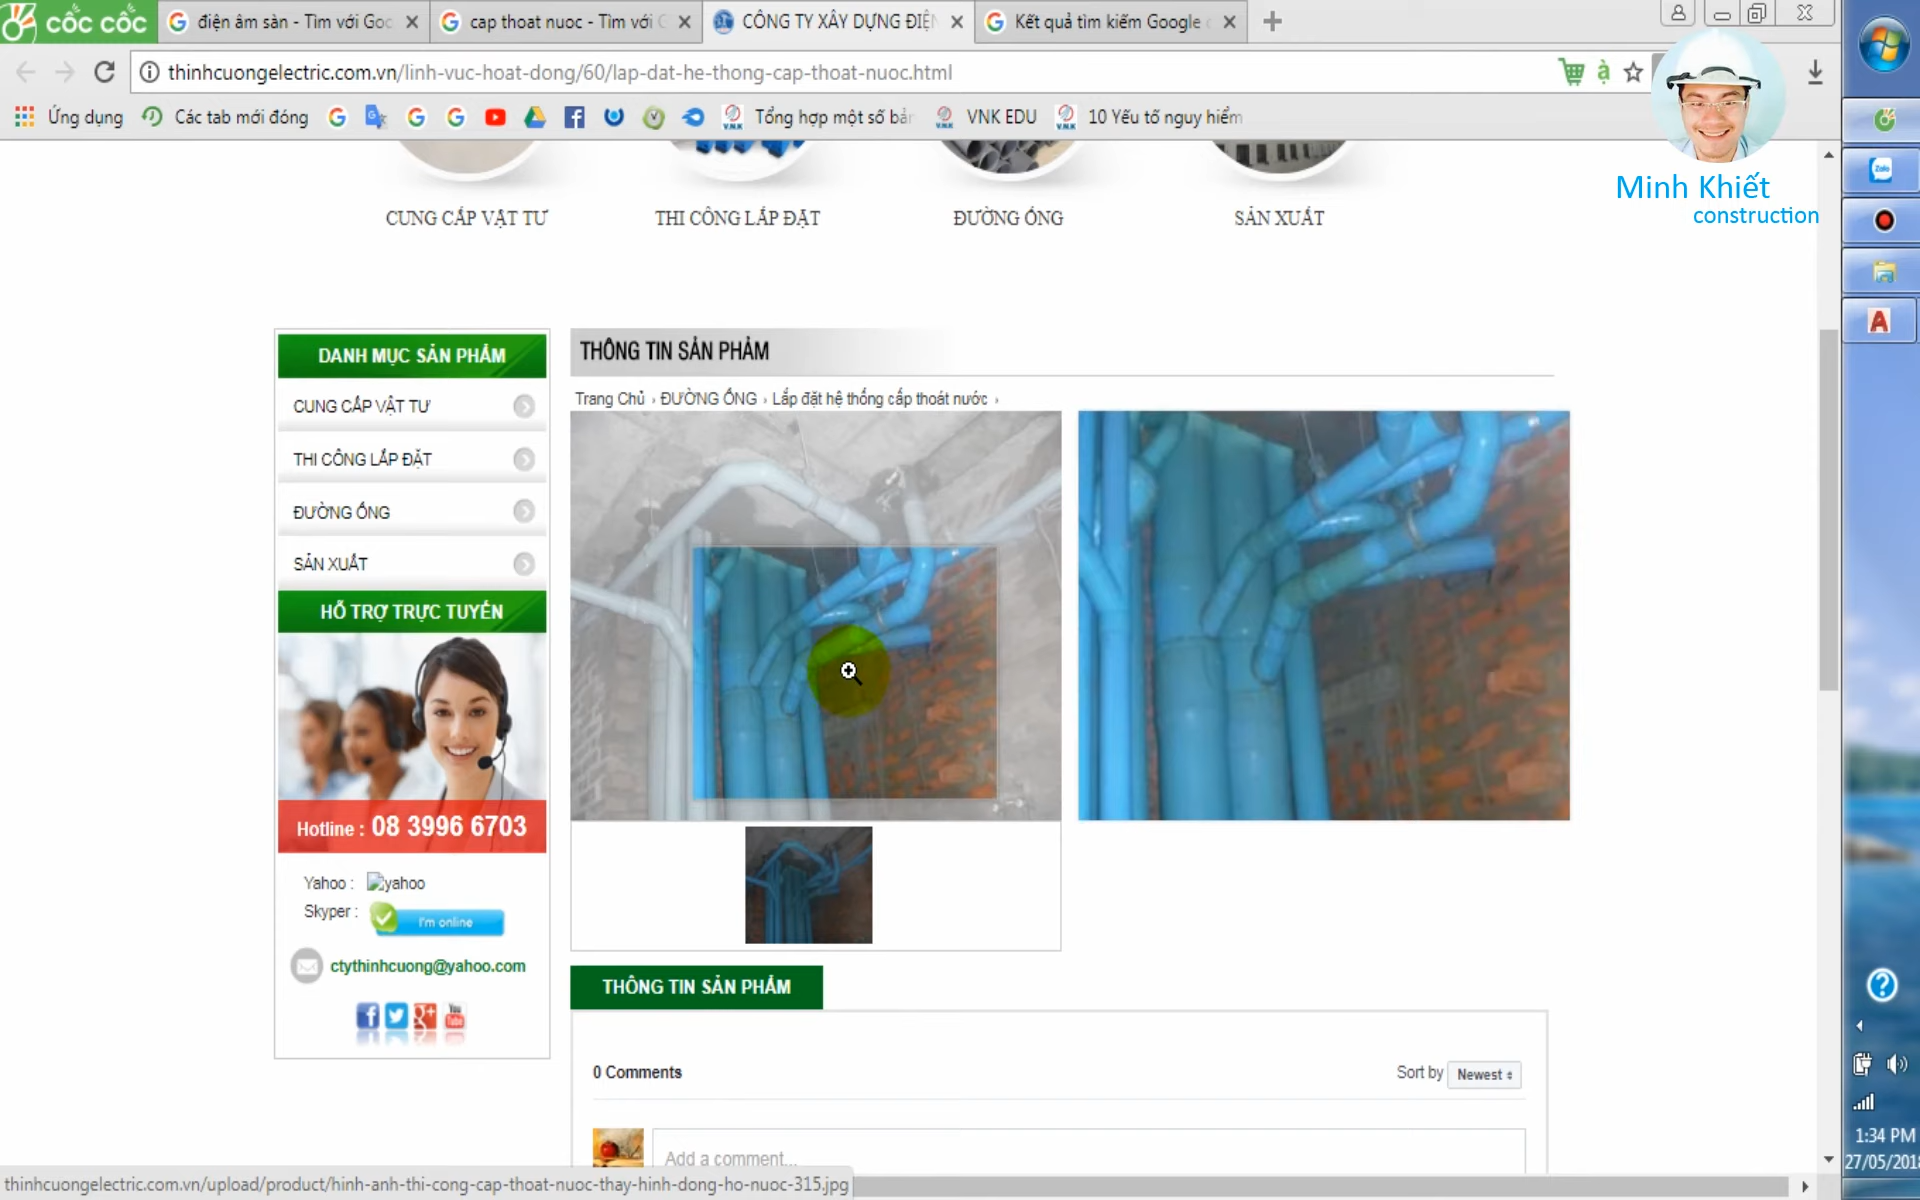 cốc cốc
điện âm sàn - Tìm với Goo
cap thoat nuoc - Tìm với G
CÔNG TY XÂY DỰNG ĐIỆN
Kết quả tìm kiếm Google c
thinhcuongelectric.com.vn/linh-vuc-hoat-dong/60/lap-dat-he-thong-cap-thoat-nuoc.html
Ứng dụng
Các tab mới đóng
Tổng hợp một số bản
VNK EDU
10 Yếu tố nguy hiểm
Minh Khiết
construction
CUNG CẤP VẬT TƯ
THI CÔNG LẮP ĐẶT
ĐƯỜNG ỐNG
SẢN XUẤT
DANH MỤC SẢN PHẨM
CUNG CẤP VẬT TƯ
THI CÔNG LẮP ĐẶT
ĐƯỜNG ỐNG
SẢN XUẤT
HỖ TRỢ TRỰC TUYẾN
Hotline : 08 3996 6703
Yahoo : yahoo
Skyper : I'm online
ctythinhcuong@yahoo.com
You
Tube
THÔNG TIN SẢN PHẨM
Trang Chủ › ĐƯỜNG ỐNG › Lắp đặt hệ thống cấp thoát nước ›
THÔNG TIN SẢN PHẨM
0 Comments
Sort by Newest
Add a comment...
thinhcuongelectric.com.vn/upload/product/hinh-anh-thi-cong-cap-thoat-nuoc-thay-hinh-dong-ho-nuoc-315.jpg
Zalo
1:34 PM
27/05/2018